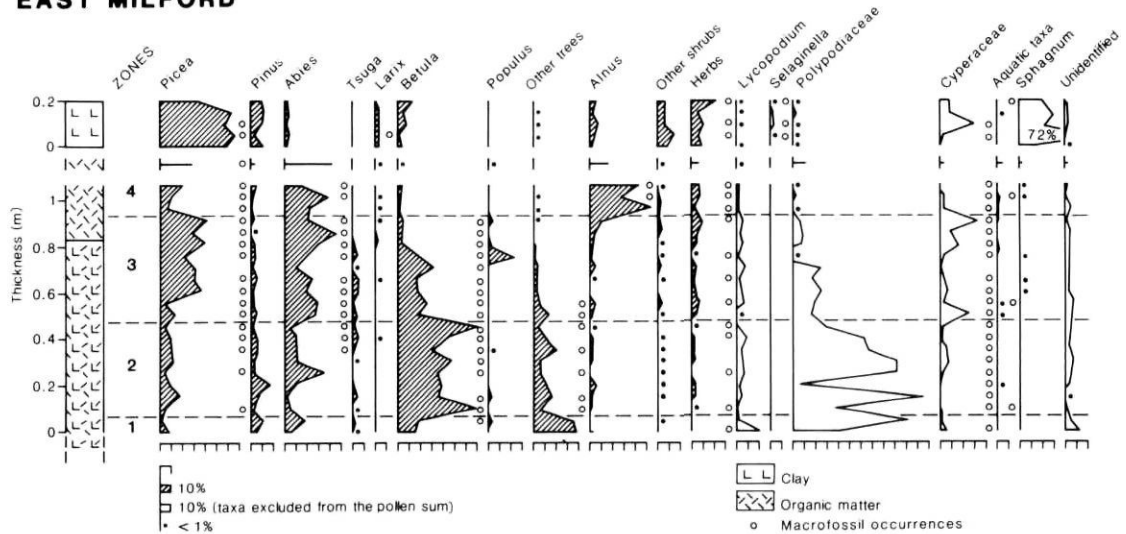 EAST MILFORD
ZONES Picea Pinus Abies Tsuga Larix Betula Populus Other trees Alnus Other shrubs Herbs Lycopodium Selaginella Polypodiaceae Cyperaceae Aquatic taxa Sphagnum Unidentified
0.2
72%
0
4
1
0.8
3
Thickness (m)
0.6
0.4
2
0.2
1
0
10%
10% (taxa excluded from the pollen sum)
< 1%
Clay
Organic matter
Macrofossil occurrences